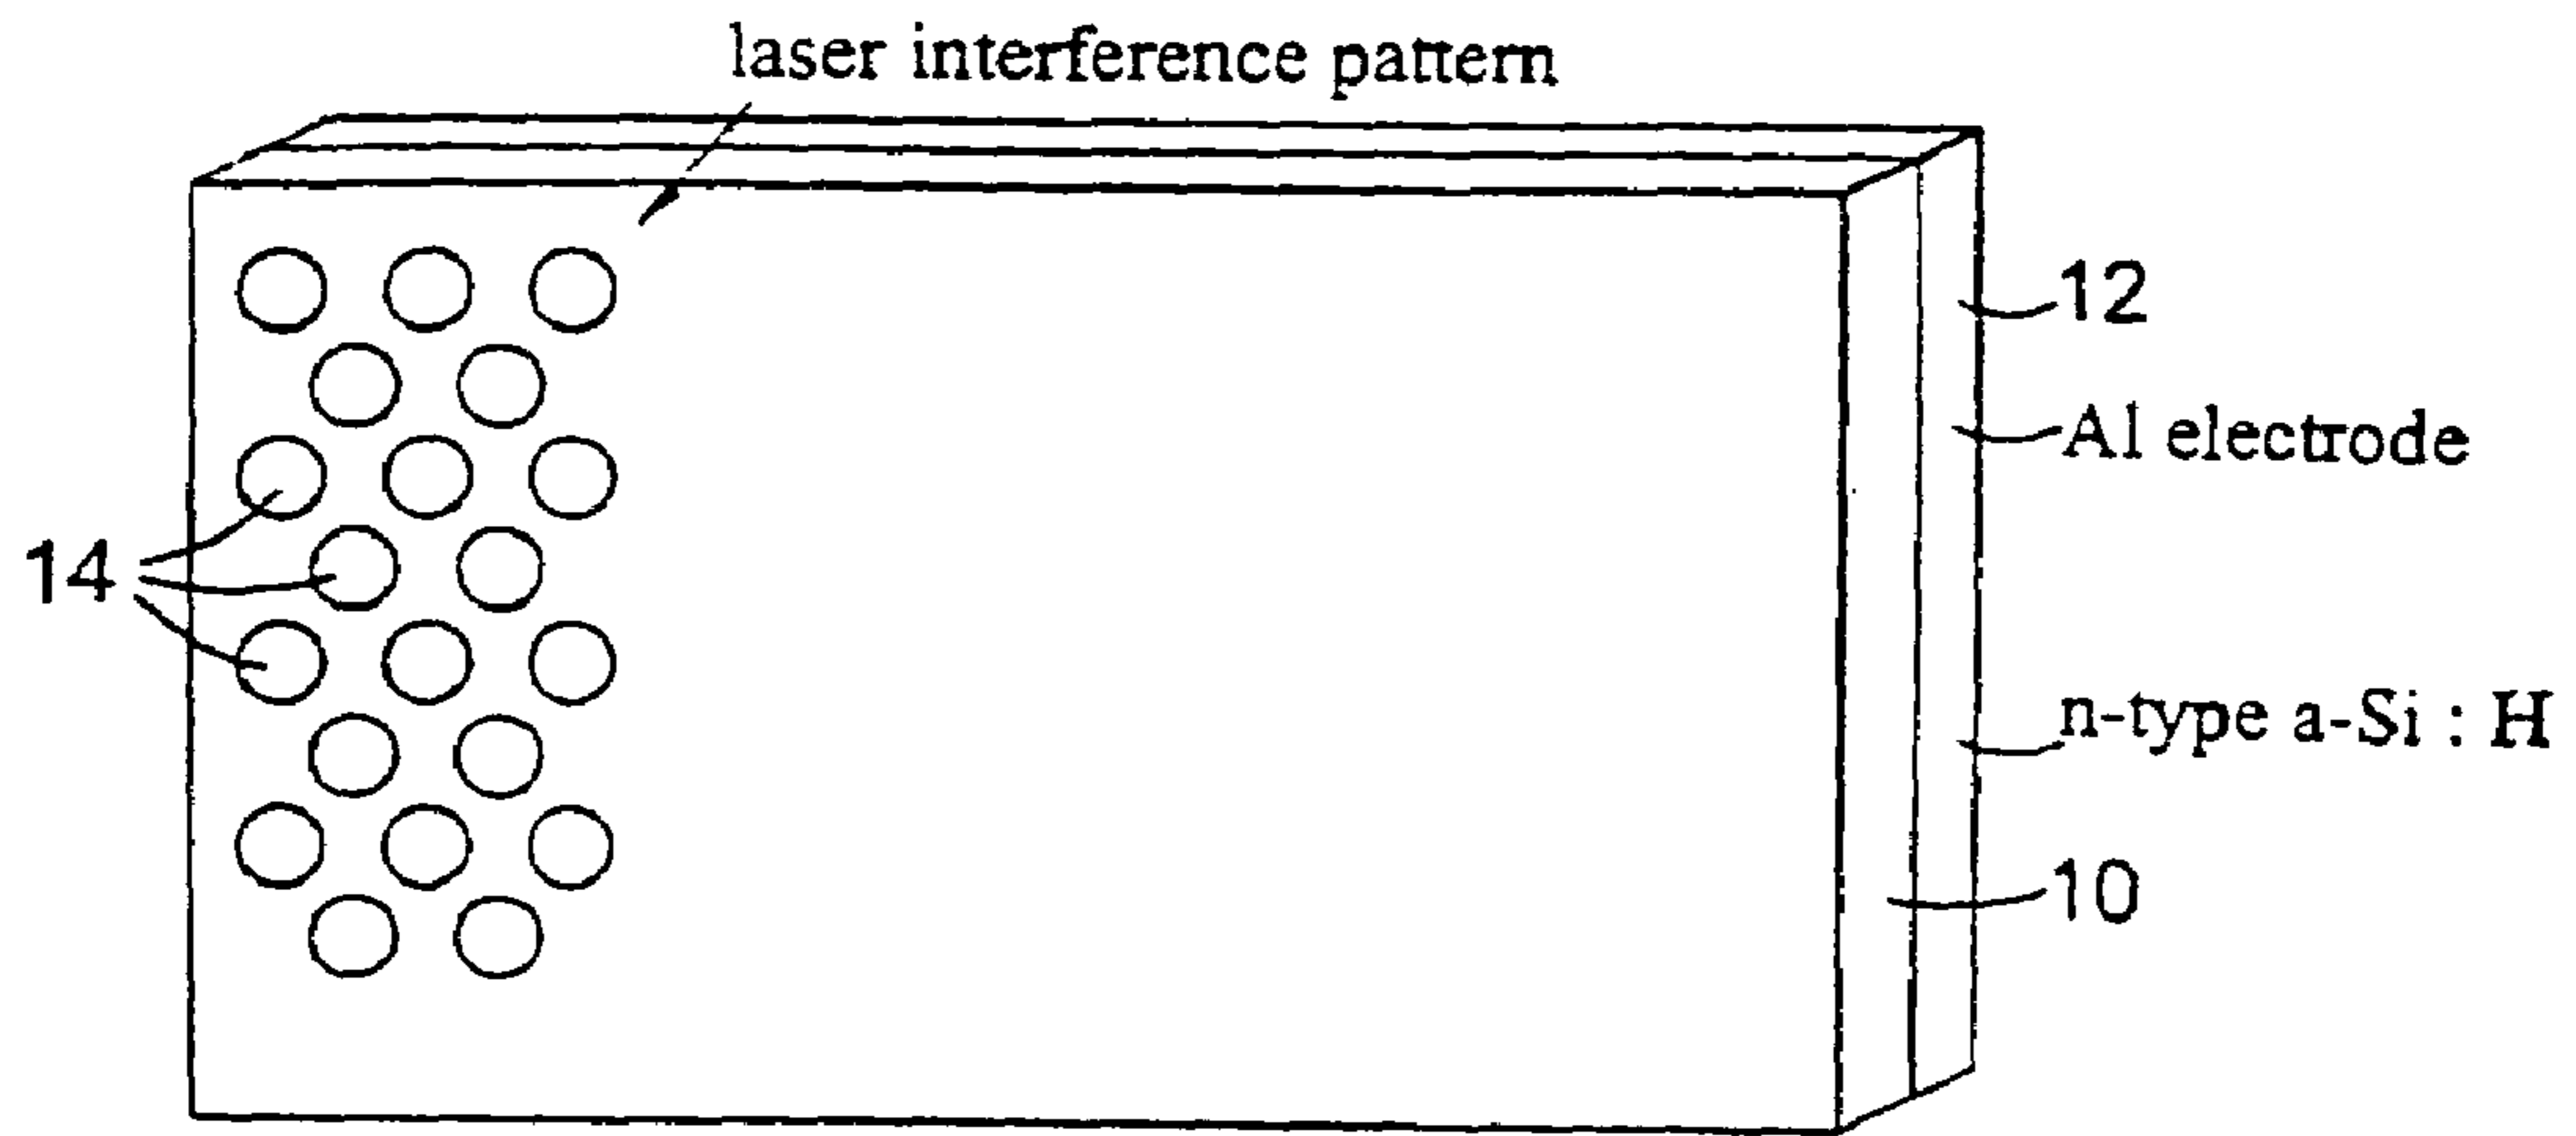 laser interference pattern
12
Al electrode
14
n-type a-Si : H
10